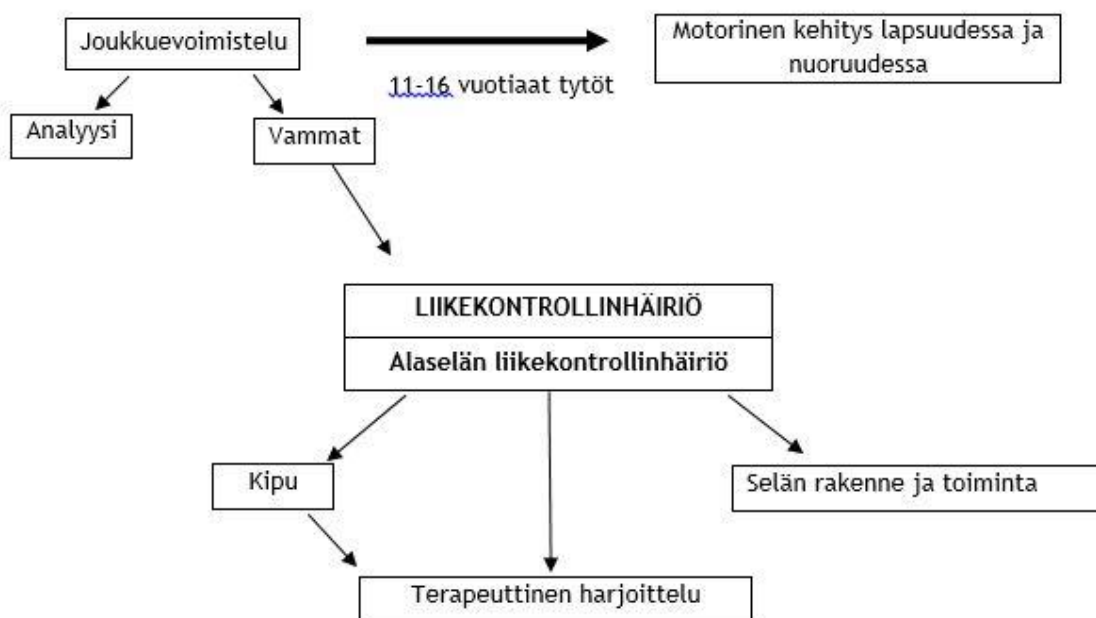 Joukkuevoimistelu
Motorinen kehitys lapsuudessa ja
nuoruudessa
11-16 vuotiaat tytöt
Analyysi
Vammat
LIIKEKONTROLLINHÄIRIÖ
Alaselän liikekontrollinhäiriö
Kipu
Selän rakenne ja toiminta
Terapeuttinen harjoittelu